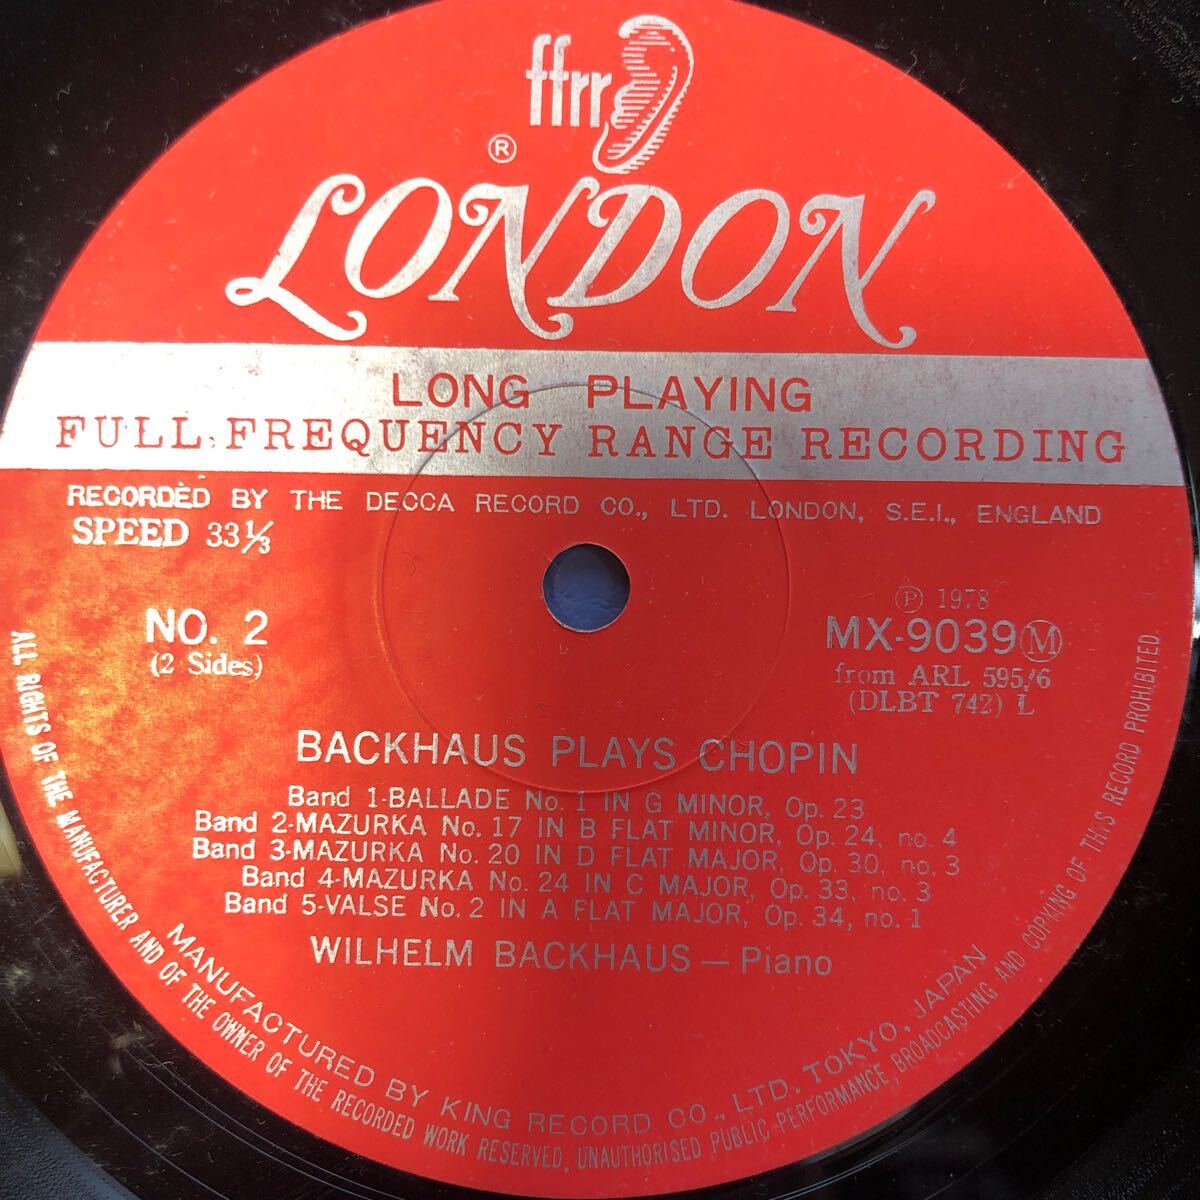 ffrr
®
LONDON
LONG PLAYING
FULL FREQUENCY RANGE RECORDING
RECORDED BY THE DECCA RECORD CO., LTD. LONDON, S.E.I., ENGLAND
SPEED 33⅓
NO. 2
(2 Sides)
Ⓟ 1978
MX-9039 Ⓜ
from ARL 595/6
(DLBT 742) L
BACKHAUS PLAYS CHOPIN
Band 1-BALLADE No. 1 IN G MINOR, Op. 23
Band 2-MAZURKA No. 17 IN B FLAT MINOR, Op. 24, no. 4
Band 3-MAZURKA No. 20 IN D FLAT MAJOR, Op. 30, no. 3
Band 4-MAZURKA No. 24 IN C MAJOR, Op. 33, no. 3
Band 5-VALSE No. 2 IN A FLAT MAJOR, Op. 34, no. 1
WILHELM BACKHAUS — Piano
MANUFACTURED BY KING RECORD CO., LTD. TOKYO, JAPAN
ALL RIGHTS OF THE MANUFACTURER AND OF THE OWNER OF THE RECORDED WORK RESERVED, UNAUTHORISED PUBLIC PERFORMANCE, BROADCASTING AND COPYING OF THIS RECORD PROHIBITED